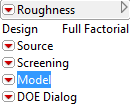 Roughness
Design Full Factorial
Source
Screening
Model
DOE Dialog